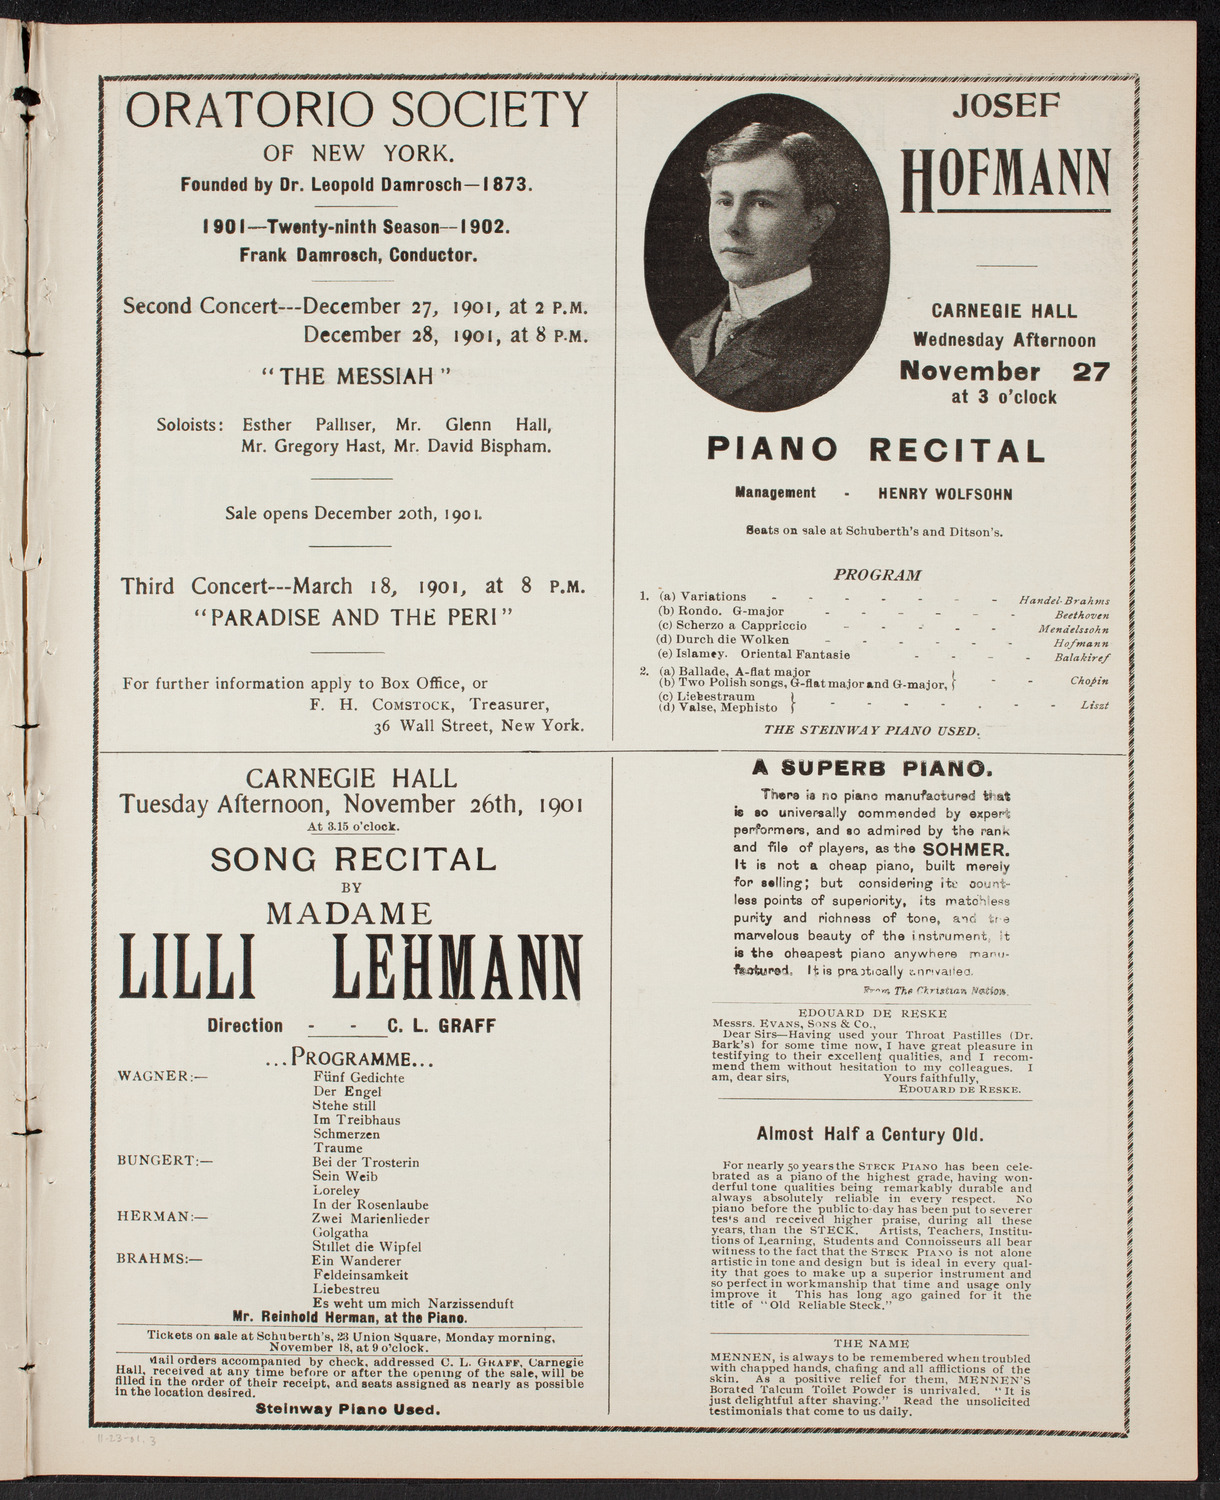 ORATORIO SOCIETY
OF NEW YORK.
Founded by Dr. Leopold Damrosch—1873.
1901—Twenty-ninth Season—1902.
Frank Damrosch, Conductor.
Second Concert---December 27, 1901, at 2 P.M.
December 28, 1901, at 8 P.M.
"THE MESSIAH"
Soloists: Esther Palliser, Mr. Glenn Hall,
Mr. Gregory Hast, Mr. David Bispham.
Sale opens December 20th, 1901.
Third Concert---March 18, 1901, at 8 P.M.
"PARADISE AND THE PERI"
For further information apply to Box Office, or
F. H. COMSTOCK, Treasurer,
36 Wall Street, New York.
JOSEF
HOFMANN
CARNEGIE HALL
Wednesday Afternoon
November 27
at 3 o'clock
PIANO RECITAL
Management - HENRY WOLFSOHN
Seats on sale at Schuberth's and Ditson's.
PROGRAM
1. (a) Variations - - - - - - - Handel-Brahms
(b) Rondo. G-major - - - - - - Beethoven
(c) Scherzo a Cappriccio - - - - - Mendelssohn
(d) Durch die Wolken - - - - - - Hofmann
(e) Islamey. Oriental Fantasie - - - - Balakiref
2. (a) Ballade, A-flat major
(b) Two Polish songs, G-flat major and G-major, } - - Chopin
(c) Liebestraum
(d) Valse, Mephisto } - - - - - - - Liszt
THE STEINWAY PIANO USED.
CARNEGIE HALL
Tuesday Afternoon, November 26th, 1901
At 3.15 o'clock.
SONG RECITAL
BY
MADAME
LILLI LEHMANN
Direction - - C. L. GRAFF
...PROGRAMME...
WAGNER:— Fünf Gedichte
Der Engel
Stehe still
Im Treibhaus
Schmerzen
Traume
BUNGERT:— Bei der Trosterin
Sein Weib
Loreley
In der Rosenlaube
HERMAN:— Zwei Marienlieder
Golgatha
Stillet die Wipfel
BRAHMS:— Ein Wanderer
Feldeinsamkeit
Liebestreu
Es weht um mich Narzissenduft
Mr. Reinhold Herman, at the Piano.
Tickets on sale at Schuberth's, 23 Union Square, Monday morning,
November 18, at 9 o'clock.
Mail orders accompanied by check, addressed C. L. GRAFF, Carnegie
Hall, received at any time before or after the opening of the sale, will be
filled in the order of their receipt, and seats assigned as nearly as possible
in the location desired.
Steinway Piano Used.
A SUPERB PIANO.
There is no piano manufactured that
is so universally commended by expert
performers, and so admired by the rank
and file of players, as the SOHMER.
It is not a cheap piano, built merely
for selling; but considering its count-
less points of superiority, its matchless
purity and richness of tone, and the
marvelous beauty of the instrument, it
is the cheapest piano anywhere manu-
factured. It is practically unrivalled.
From The Christian Nation.
EDOUARD DE RESKE
Messrs. EVANS, SONS & CO.,
Dear Sirs—Having used your Throat Pastilles (Dr.
Bark's) for some time now, I have great pleasure in
testifying to their excellent qualities, and I recom-
mend them without hesitation to my colleagues. I
am, dear sirs, Yours faithfully,
EDOUARD DE RESKE.
Almost Half a Century Old.
For nearly 50 years the STECK PIANO has been cele-
brated as a piano of the highest grade, having won-
derful tone qualities being remarkably durable and
always absolutely reliable in every respect. No
piano before the public to-day has been put to severer
tests and received higher praise, during all these
years, than the STECK. Artists, Teachers, Institu-
tions of Learning, Students and Connoisseurs all bear
witness to the fact that the STECK PIANO is not alone
artistic in tone and design but is ideal in every qual-
ity that goes to make up a superior instrument and
so perfect in workmanship that time and usage only
improve it This has long ago gained for it the
title of "Old Reliable Steck."
THE NAME
MENNEN, is always to be remembered when troubled
with chapped hands, chafing and all afflictions of the
skin. As a positive relief for them, MENNEN'S
Borated Talcum Toilet Powder is unrivaled. "It is
just delightful after shaving." Read the unsolicited
testimonials that come to us daily.
11-23-01, 3